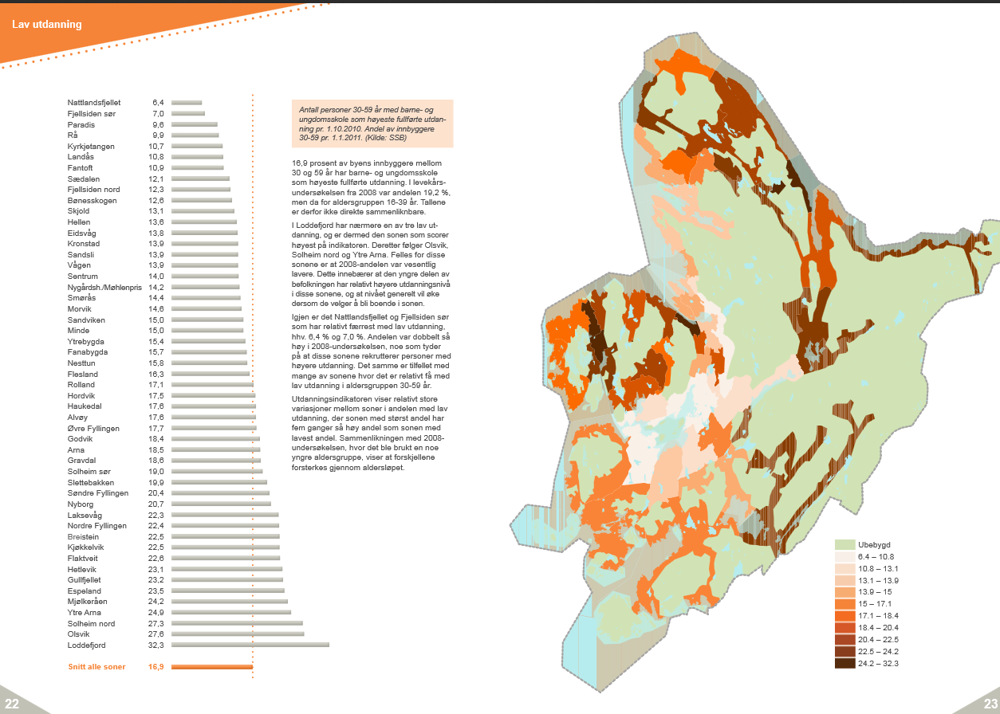 Lav utdanning
Nattlandsfjellet 6,4
Fjellsiden sør 7,0
Paradis 9,6
Rå 9,9
Kyrkjetangen 10,7
Landås 10,8
Fantoft 10,9
Sædalen 12,1
Fjellsiden nord 12,3
Bønesskogen 12,6
Skjold 13,1
Hellen 13,6
Eidsvåg 13,8
Kronstad 13,9
Sandsli 13,9
Vågen 13,9
Sentrum 14,0
Nygårdsh./Møhlenpris 14,2
Smørås 14,4
Morvik 14,6
Sandviken 15,0
Minde 15,0
Ytrebygda 15,4
Fanabygda 15,7
Nesttun 15,8
Flesland 16,3
Rolland 17,1
Hordvik 17,5
Haukedal 17,6
Alvøy 17,6
Øvre Fyllingen 17,7
Godvik 18,4
Arna 18,5
Gravdal 18,6
Solheim sør 19,0
Slettebakken 19,9
Søndre Fyllingen 20,4
Nyborg 20,7
Laksevåg 22,3
Nordre Fyllingen 22,4
Breistein 22,5
Kjøkkelvik 22,5
Flaktveit 22,6
Hetlevik 23,1
Gullfjellet 23,2
Espeland 23,5
Mjølkeråen 24,2
Ytre Arna 24,9
Solheim nord 27,3
Olsvik 27,6
Loddefjord 32,3
Snitt alle soner 16,9
Antall personer 30-59 år med barne- og
ungdomsskole som høyeste fullførte utdan-
ning pr. 1.10.2010. Andel av innbyggere
30-59 pr. 1.1.2011. (Kilde: SSB)
16,9 prosent av byens innbyggere mellom
30 og 59 år har barne- og ungdomsskole
som høyeste fullførte utdanning. I levekårs-
undersøkelsen fra 2008 var andelen 19,2 %,
men da for aldersgruppen 16-39 år. Tallene
er derfor ikke direkte sammenliknbare.
I Loddefjord har nærmere en av tre lav ut-
danning, og er dermed den sonen som scorer
høyest på indikatoren. Deretter følger Olsvik,
Solheim nord og Ytre Arna. Felles for disse
sonene er at 2008-andelen var vesentlig
lavere. Dette innebærer at den yngre delen av
befolkningen har relativt høyere utdanningsnivå
i disse sonene, og at nivået generelt vil øke
dersom de velger å bli boende i sonen.
Igjen er det Nattlandsfjellet og Fjellsiden sør
som har relativt færrest med lav utdanning,
hhv. 6,4 % og 7,0 %. Andelen var dobbelt så
høy i 2008-undersøkelsen, noe som tyder
på at disse sonene rekrutterer personer med
høyere utdanning. Det samme er tilfellet med
mange av sonene hvor det er relativt få med
lav utdanning i aldersgruppen 30-59 år.
Utdanningsindikatoren viser relativt store
variasjoner mellom soner i andelen med lav
utdanning, der sonen med størst andel har
fem ganger så høy andel som sonen med
lavest andel. Sammenlikningen med 2008-
undersøkelsen, hvor det ble brukt en noe
yngre aldersgruppe, viser at forskjellene
forsterkes gjennom aldersløpet.
Ubebygd
6.4 – 10.8
10.8 – 13.1
13.1 – 13.9
13.9 – 15
15 – 17.1
17.1 – 18.4
18.4 – 20.4
20.4 – 22.5
22.5 – 24.2
24.2 – 32.3
22
23